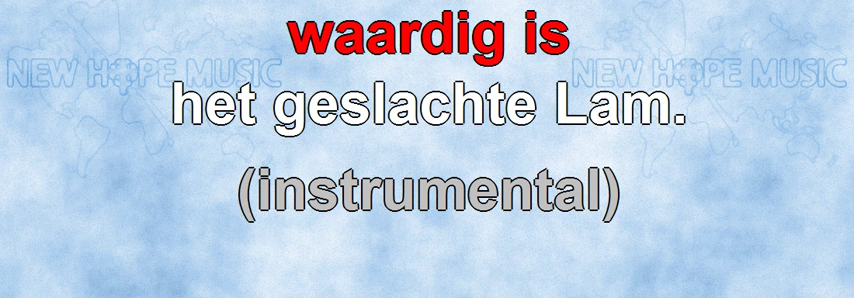 waardig is
NEW HOPE MUSIC NEW HOPE MUSIC
het geslachte Lam.
(instrumental)